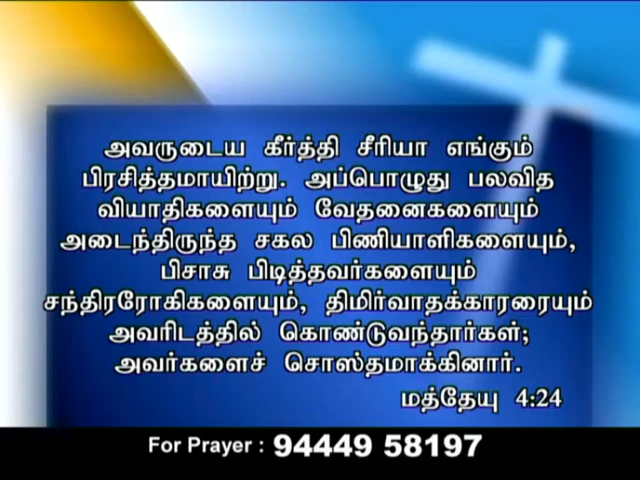 அவருடைய கீர்த்தி சீரியா எங்கும்
பிரசித்தமாயிற்று. அப்பொழுது பலவித
வியாதிகளையும் வேதனைகளையும்
அடைந்திருந்த சகல பிணியாளிகளையும்,
பிசாசு பிடித்தவர்களையும்
சந்திரரோகிகளையும், திமிர்வாதக்காரரையும்
அவரிடத்தில் கொண்டுவந்தார்கள்;
அவர்களைச் சொஸ்தமாக்கினார்.
மத்தேயு 4:24
For Prayer : 94449 58197